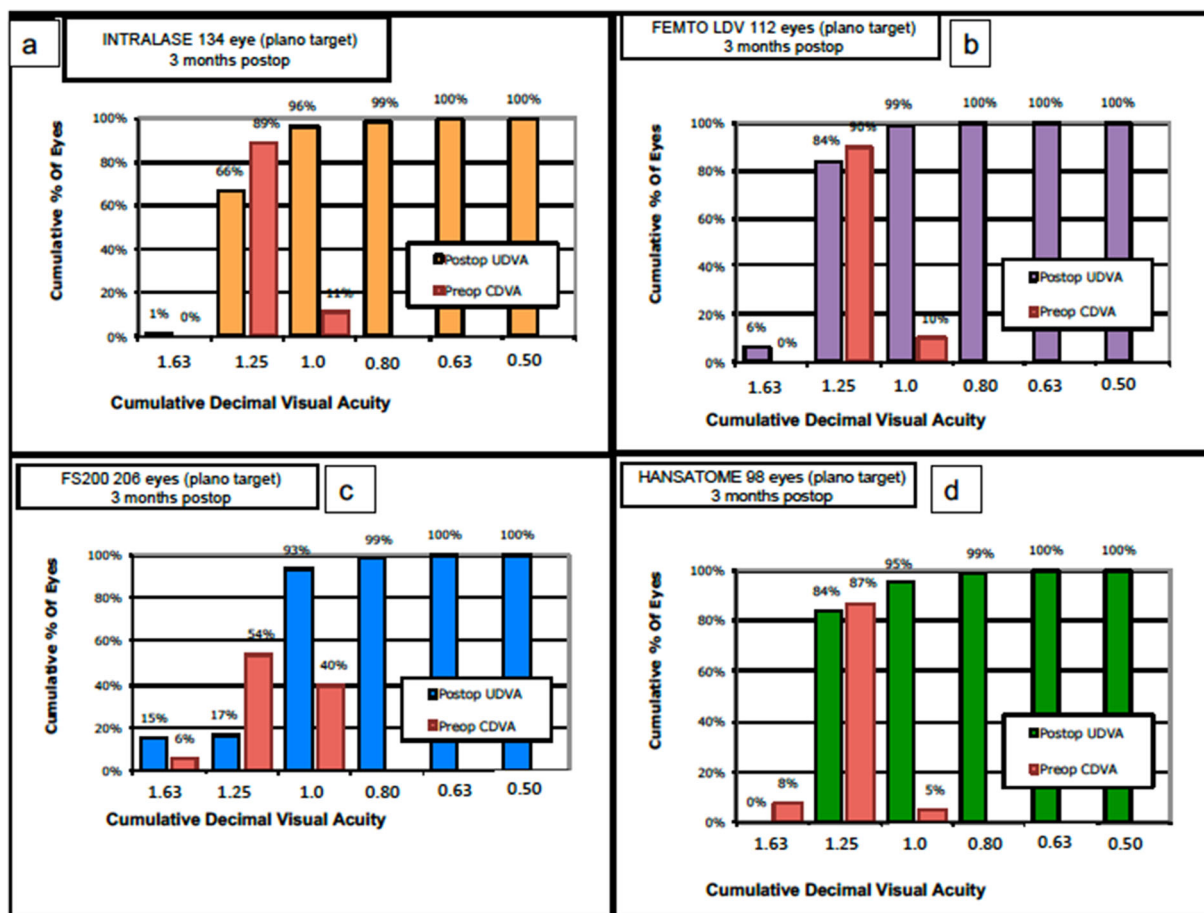 a
INTRALASE 134 eye (plano target)
3 months postop
96% 99% 100% 100%
100%
89%
80%
66%
60%
40%
20%
11%
1% 0%
0%
Cumulative % Of Eyes
Postop UDVA
Preop CDVA
1.63 1.25 1.0 0.80 0.63 0.50
Cumulative Decimal Visual Acuity
FEMTO LDV 112 eyes (plano target)
3 months postop
b
99% 100% 100% 100%
100%
84% 90%
80%
60%
40%
20%
10%
6% 0%
0%
Cumulative % Of Eyes
Postop UDVA
Preop CDVA
1.63 1.25 1.0 0.80 0.63 0.50
Cumulative Decimal Visual Acuity
FS200 206 eyes (plano target)
3 months postop
c
93% 99% 100% 100%
100%
80%
60%
54%
40%
40%
20%
15% 6% 17%
0%
Cumulative % Of Eyes
Postop UDVA
Preop CDVA
1.63 1.25 1.0 0.80 0.63 0.50
Cumulative Decimal Visual Acuity
HANSATOME 98 eyes (plano target)
3 months postop
d
95% 99% 100% 100%
100%
84% 87%
80%
60%
40%
20%
0% 8% 5%
0%
Cumulative % Of Eyes
Postop UDVA
Preop CDVA
1.63 1.25 1.0 0.80 0.63 0.50
Cumulative Decimal Visual Acuity